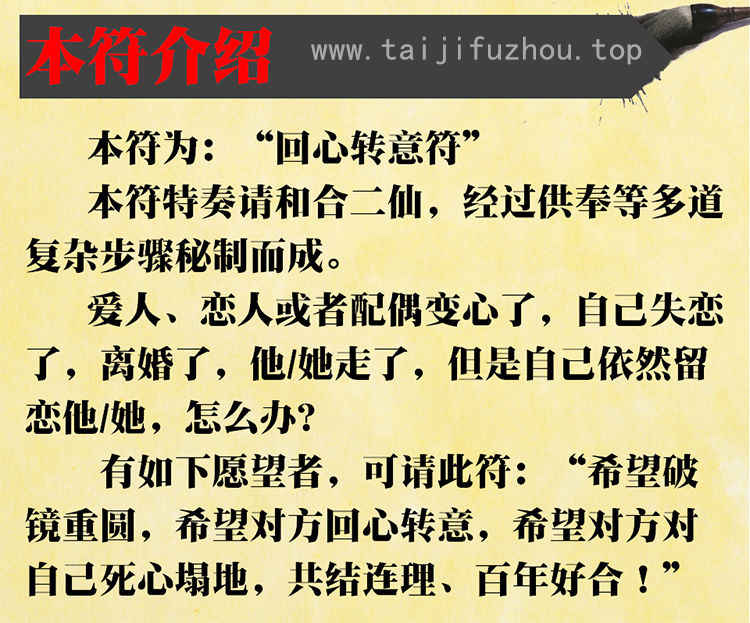 本符介绍 www.taijifuzhou.top
本符为：“回心转意符”
本符特奏请和合二仙，经过供奉等多道
复杂步骤秘制而成。
爱人、恋人或者配偶变心了，自己失恋
了，离婚了，他/她走了，但是自己依然留
恋他/她，怎么办?
有如下愿望者，可请此符：“希望破
镜重圆，希望对方回心转意，希望对方对
自己死心塌地，共结连理、百年好合！”